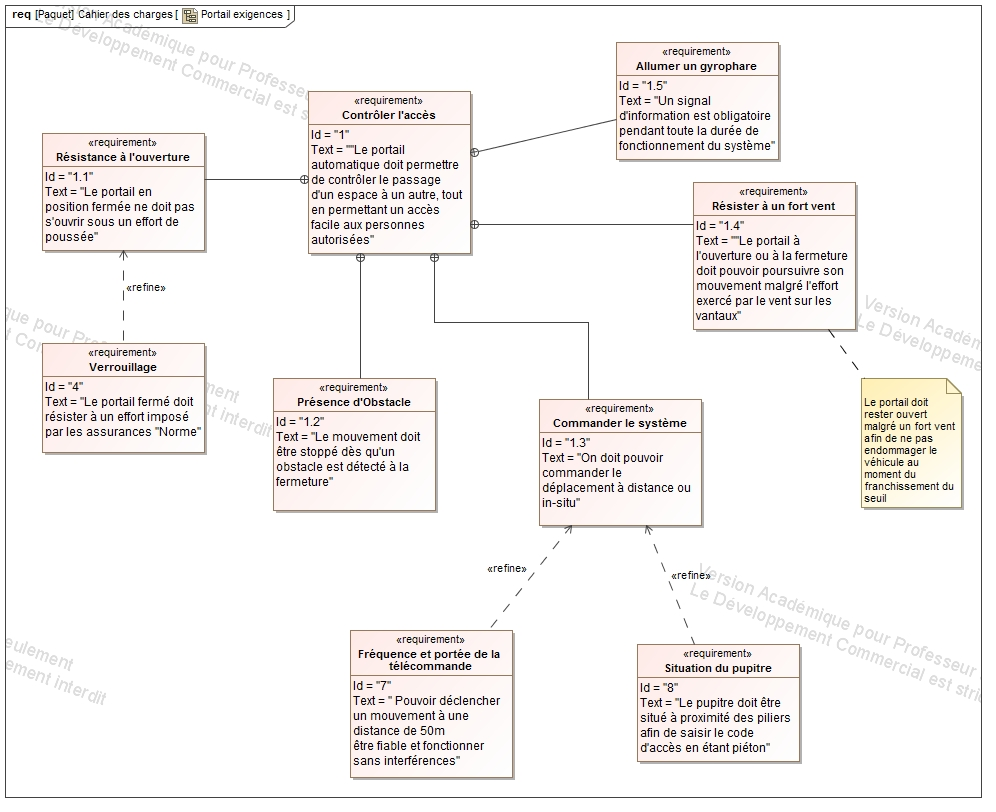 req [Paquet] Cahier des charges [ Portail exigences ]
«requirement»
Allumer un gyrophare
Id = "1.5"
Text = "Un signal
d'information est obligatoire
pendant toute la durée de
fonctionnement du système"
«requirement»
Contrôler l'accès
Id = "1"
Text = ""Le portail
automatique doit permettre
de contrôler le passage
d'un espace à un autre, tout
en permettant un accès
facile aux personnes
autorisées"
«requirement»
Résistance à l'ouverture
Id = "1.1"
Text = "Le portail en
position fermée ne doit pas
s'ouvrir sous un effort de
poussée"
«requirement»
Résister à un fort vent
Id = "1.4"
Text = ""Le portail à
l'ouverture ou à la fermeture
doit pouvoir poursuivre son
mouvement malgré l'effort
exercé par le vent sur les
vantaux"
«refine»
«requirement»
Verrouillage
Id = "4"
Text = "Le portail fermé doit
résister à un effort imposé
par les assurances "Norme"
«requirement»
Présence d'Obstacle
Id = "1.2"
Text = "Le mouvement doit
être stoppé dès qu'un
obstacle est détecté à la
fermeture"
«requirement»
Commander le système
Id = "1.3"
Text = "On doit pouvoir
commander le
déplacement à distance ou
in-situ"
Le portail doit
rester ouvert
malgré un fort vent
afin de ne pas
endommager le
véhicule au
moment du
franchissement du
seuil
«refine»
«refine»
«requirement»
Fréquence et portée de la
télécommande
Id = "7"
Text = " Pouvoir déclencher
un mouvement à une
distance de 50m
être fiable et fonctionner
sans interférences"
«requirement»
Situation du pupitre
Id = "8"
Text = "Le pupitre doit être
situé à proximité des piliers
afin de saisir le code
d'accès en étant piéton"
Version Académique pour Professeur
Le Développement Commercial est stric